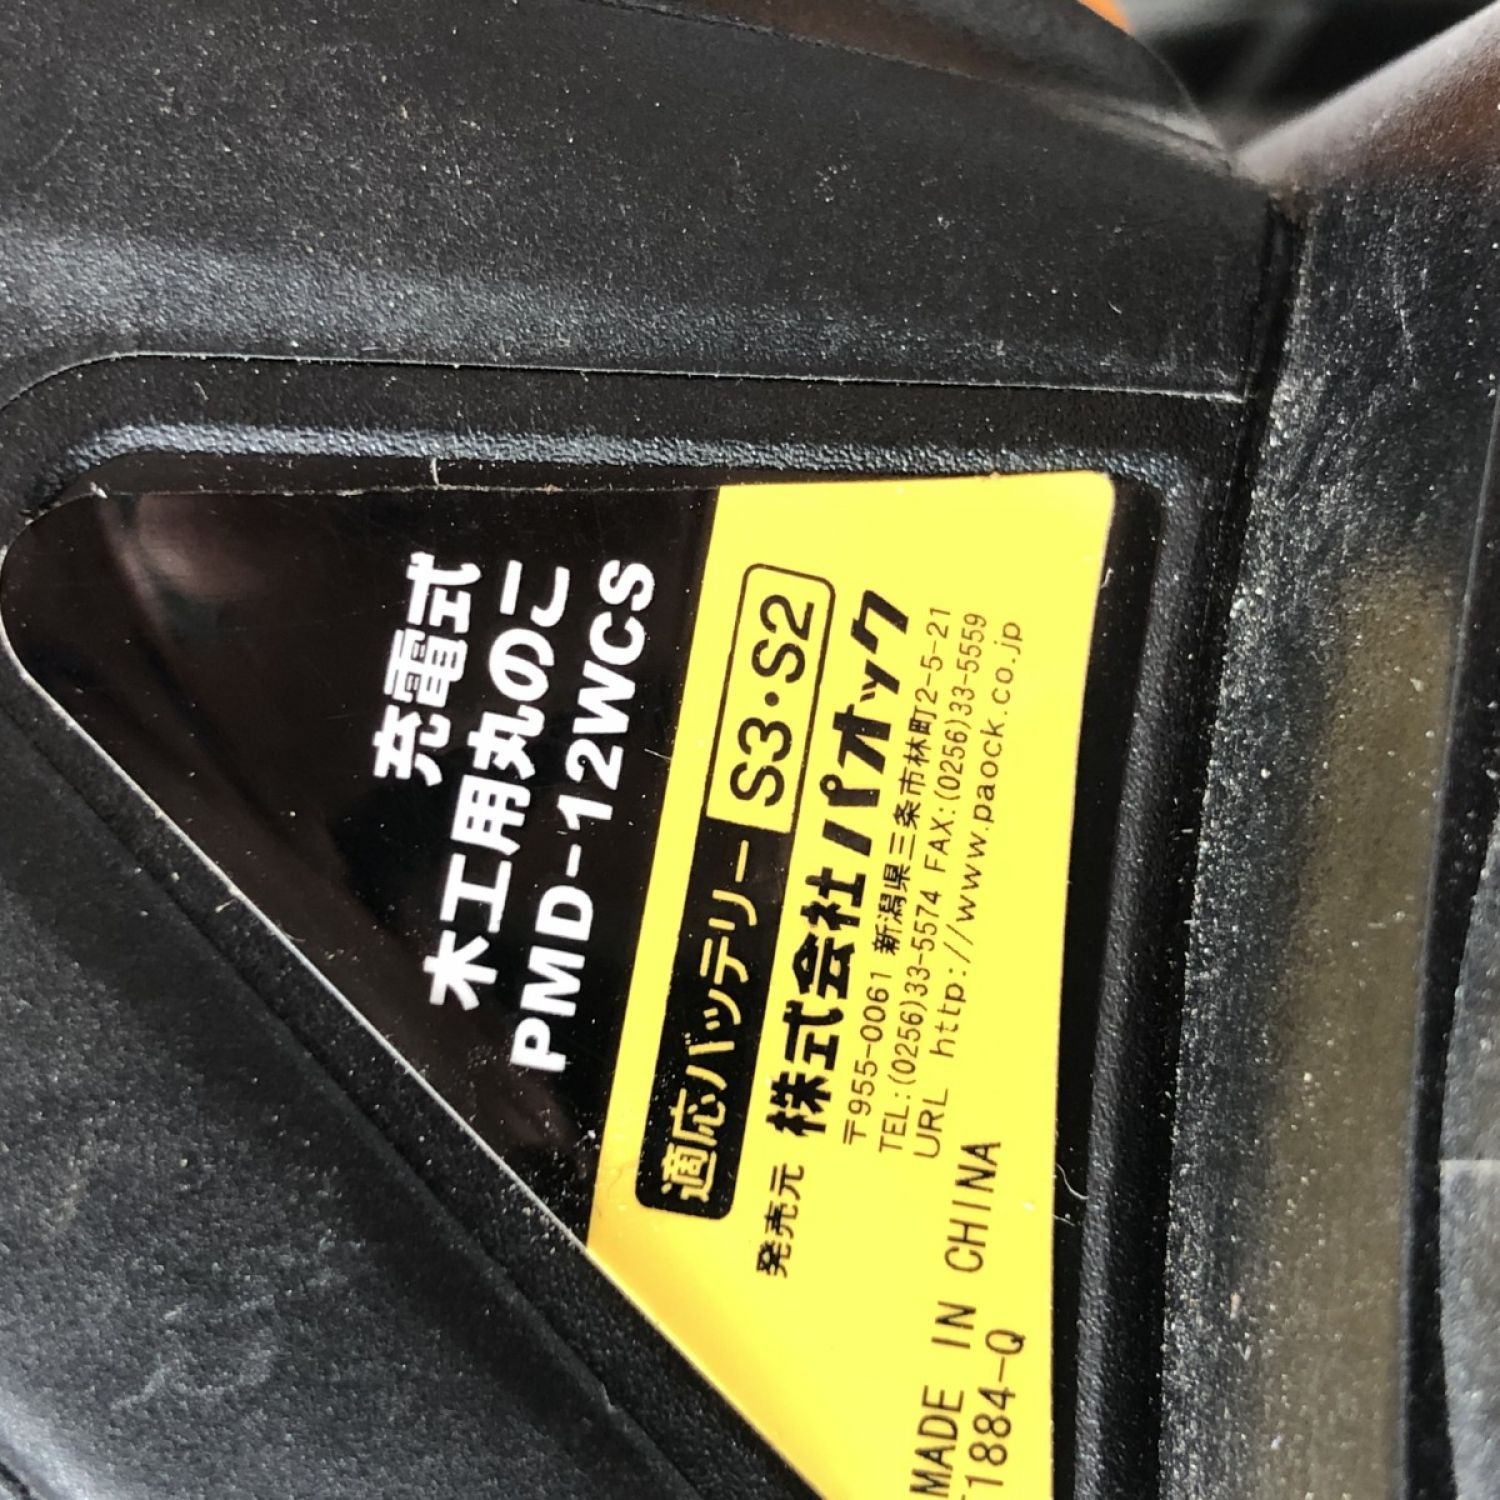 充電式
木工用丸のこ
PMD-12WCS
適応バッテリー S3・S2
発売元 株式会社パオック
〒955-0061 新潟県三条市林町2-5-21
TEL:(0256)33-5574 FAX:(0256)33-5559
URL http://www.paock.co.jp
MADE IN CHINA
1884-Q